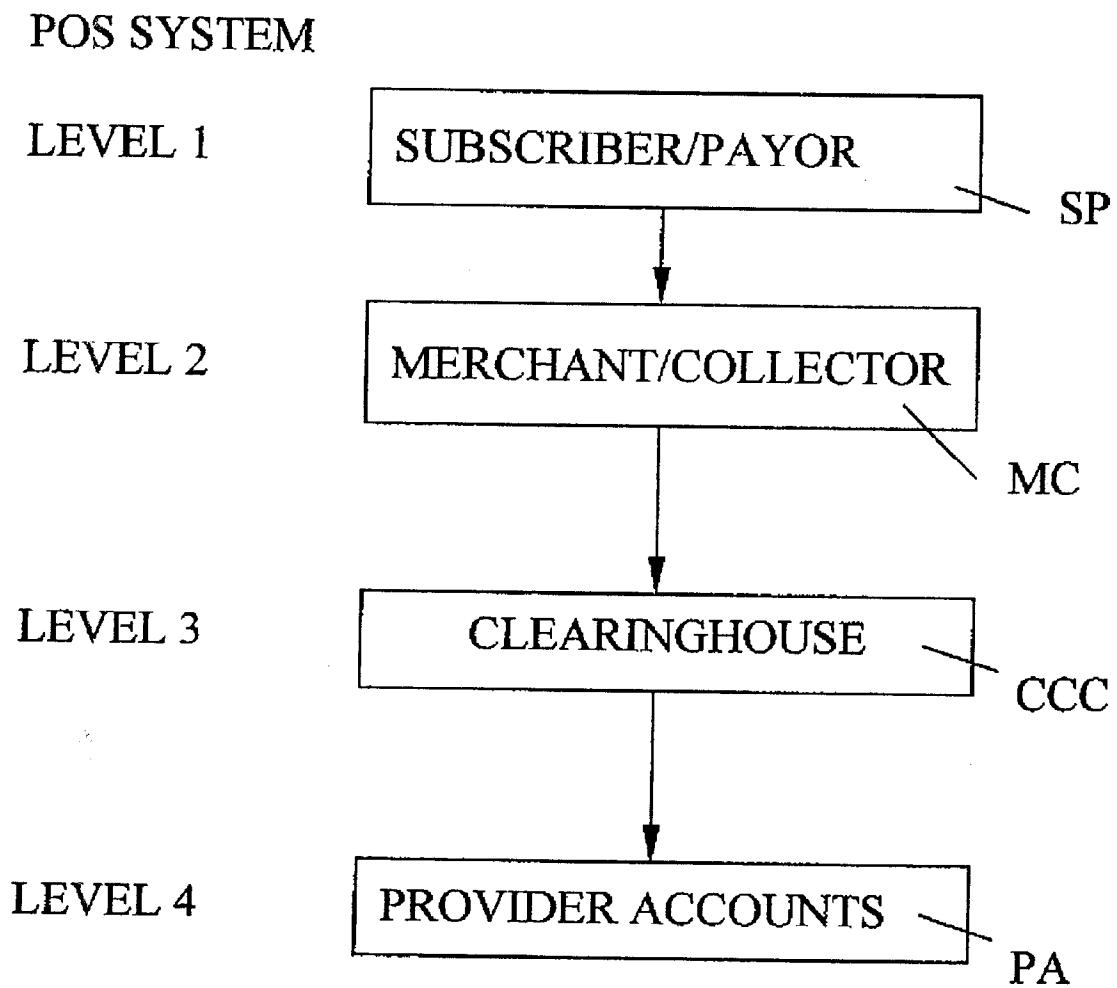 POS SYSTEM
LEVEL 1
SUBSCRIBER/PAYOR
SP
LEVEL 2
MERCHANT/COLLECTOR
MC
LEVEL 3
CLEARINGHOUSE
CCC
LEVEL 4
PROVIDER ACCOUNTS
PA